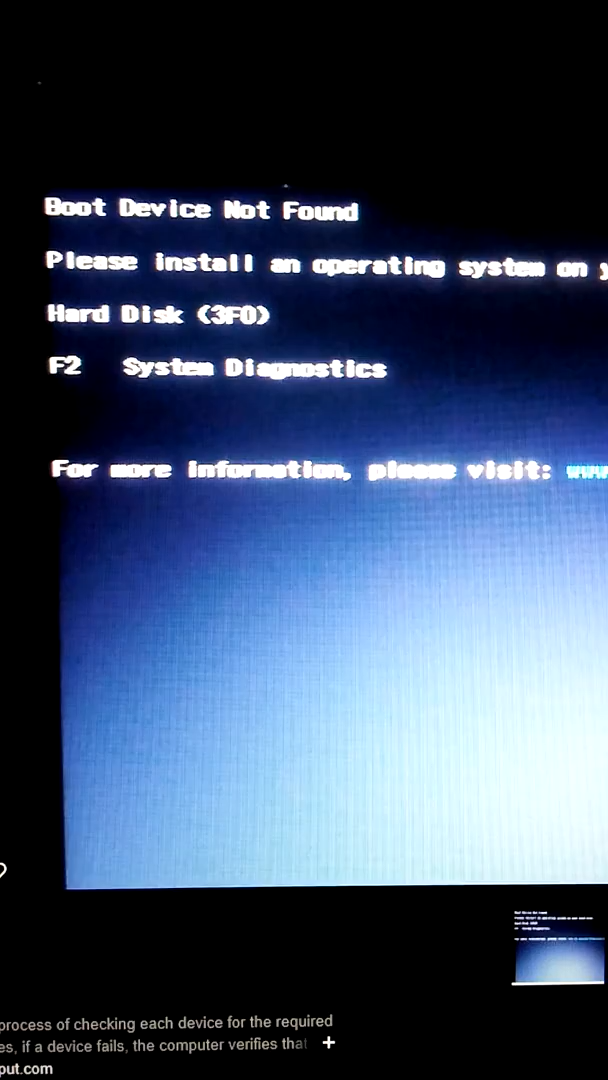 Boot Device Not Found
Please install an operating system on
Hard Disk (3F0)
F2 System Diagnostics
For more information, please visit: www
process of checking each device for the required
es, if a device fails, the computer verifies that +
put.com